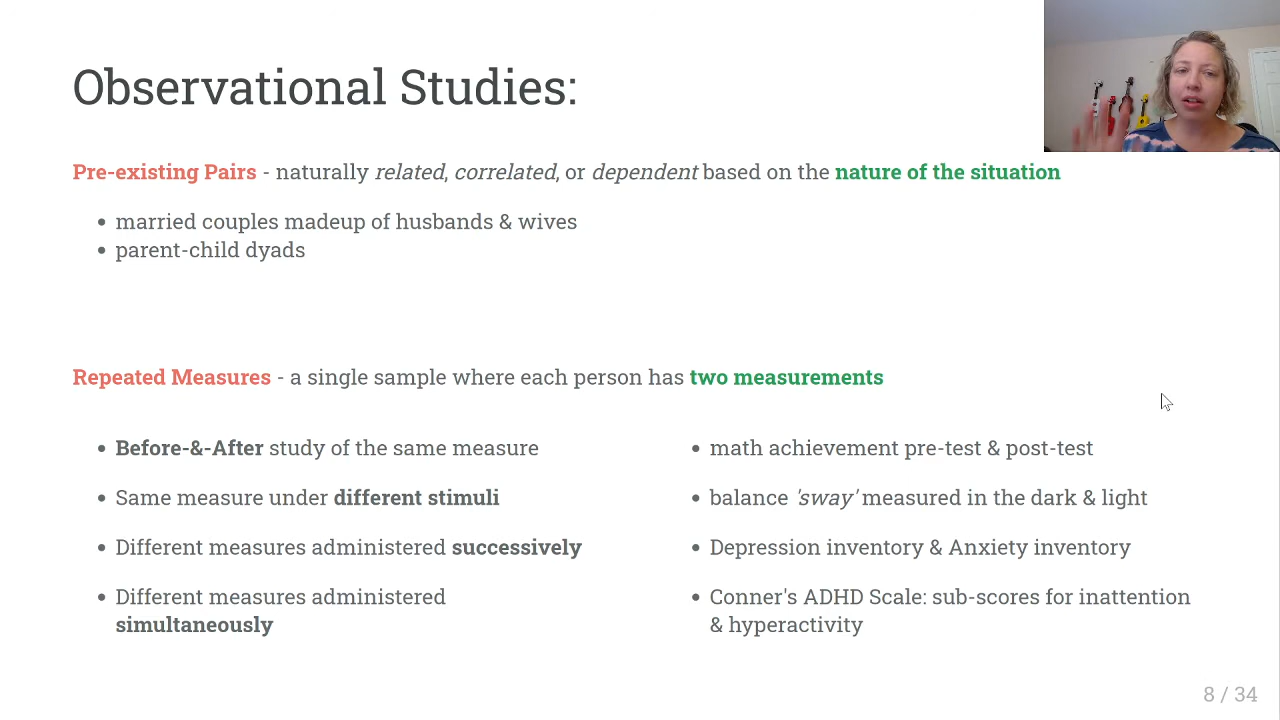 Observational Studies:
Pre-existing Pairs - naturally related, correlated, or dependent based on the nature of the situation
• married couples madeup of husbands & wives
• parent-child dyads
Repeated Measures - a single sample where each person has two measurements
• Before-&-After study of the same measure
• Same measure under different stimuli
• Different measures administered successively
• Different measures administered
simultaneously
• math achievement pre-test & post-test
• balance 'sway' measured in the dark & light
• Depression inventory & Anxiety inventory
• Conner's ADHD Scale: sub-scores for inattention
& hyperactivity
8 / 34